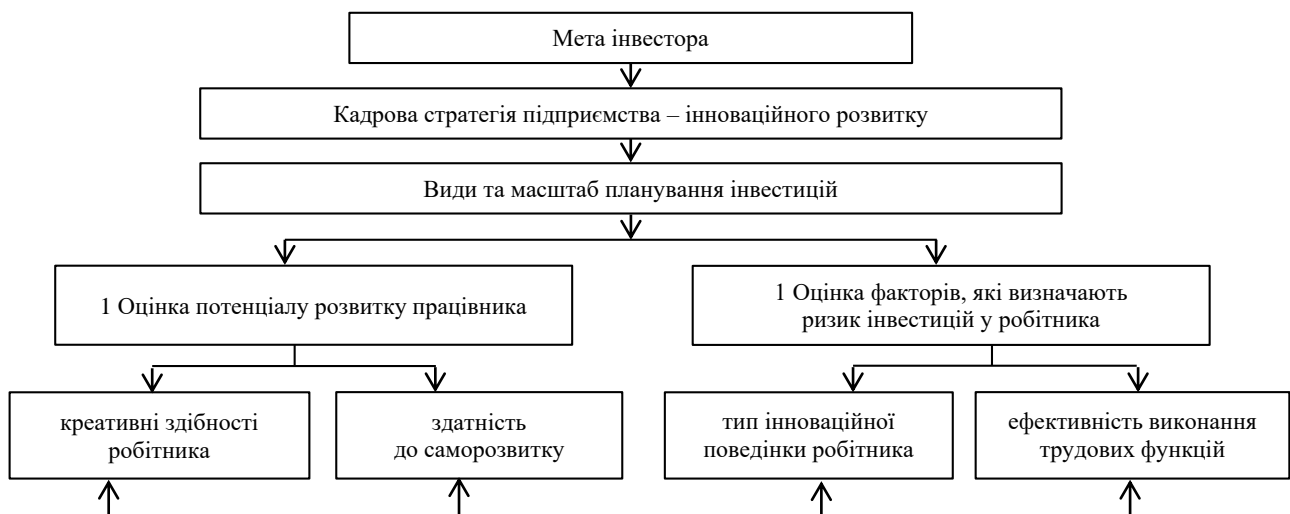 Мета інвестора
Кадрова стратегія підприємства – інноваційного розвитку
Види та масштаб планування інвестицій
1 Оцінка потенціалу розвитку працівника
1 Оцінка факторів, які визначають
ризик інвестицій у робітника
креативні здібності
робітника
здатність
до саморозвитку
тип інноваційної
поведінки робітника
ефективність виконання
трудових функцій